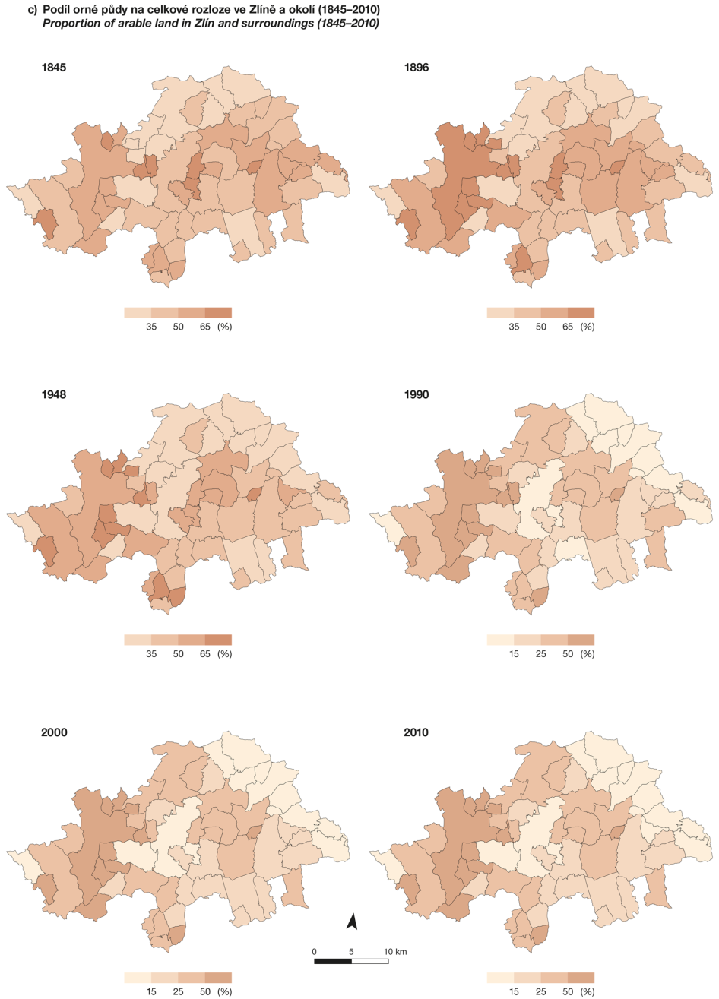 c) Podíl orné půdy na celkové rozloze ve Zlíně a okolí (1845–2010)
Proportion of arable land in Zlín and surroundings (1845–2010)
1845
1896
35 50 65 (%)
35 50 65 (%)
1948
1990
35 50 65 (%)
15 25 50 (%)
2000
2010
0 5 10 km
15 25 50 (%)
15 25 50 (%)